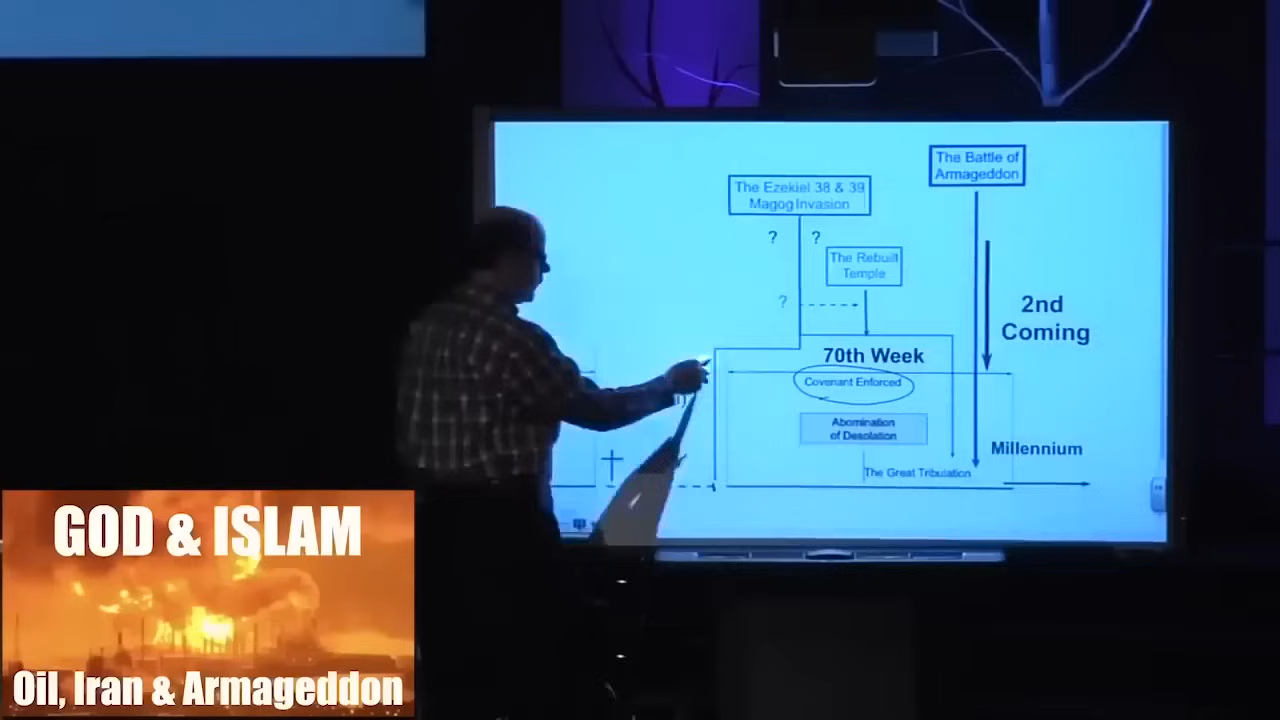 The Battle of
Armageddon
The Ezekiel 38 & 39
Magog Invasion
?
?
The Rebuilt
Temple
?
2nd
Coming
70th Week
Covenant Enforced
Abomination
of Desolation
Millennium
The Great Tribulation
GOD & ISLAM
Oil, Iran & Armageddon